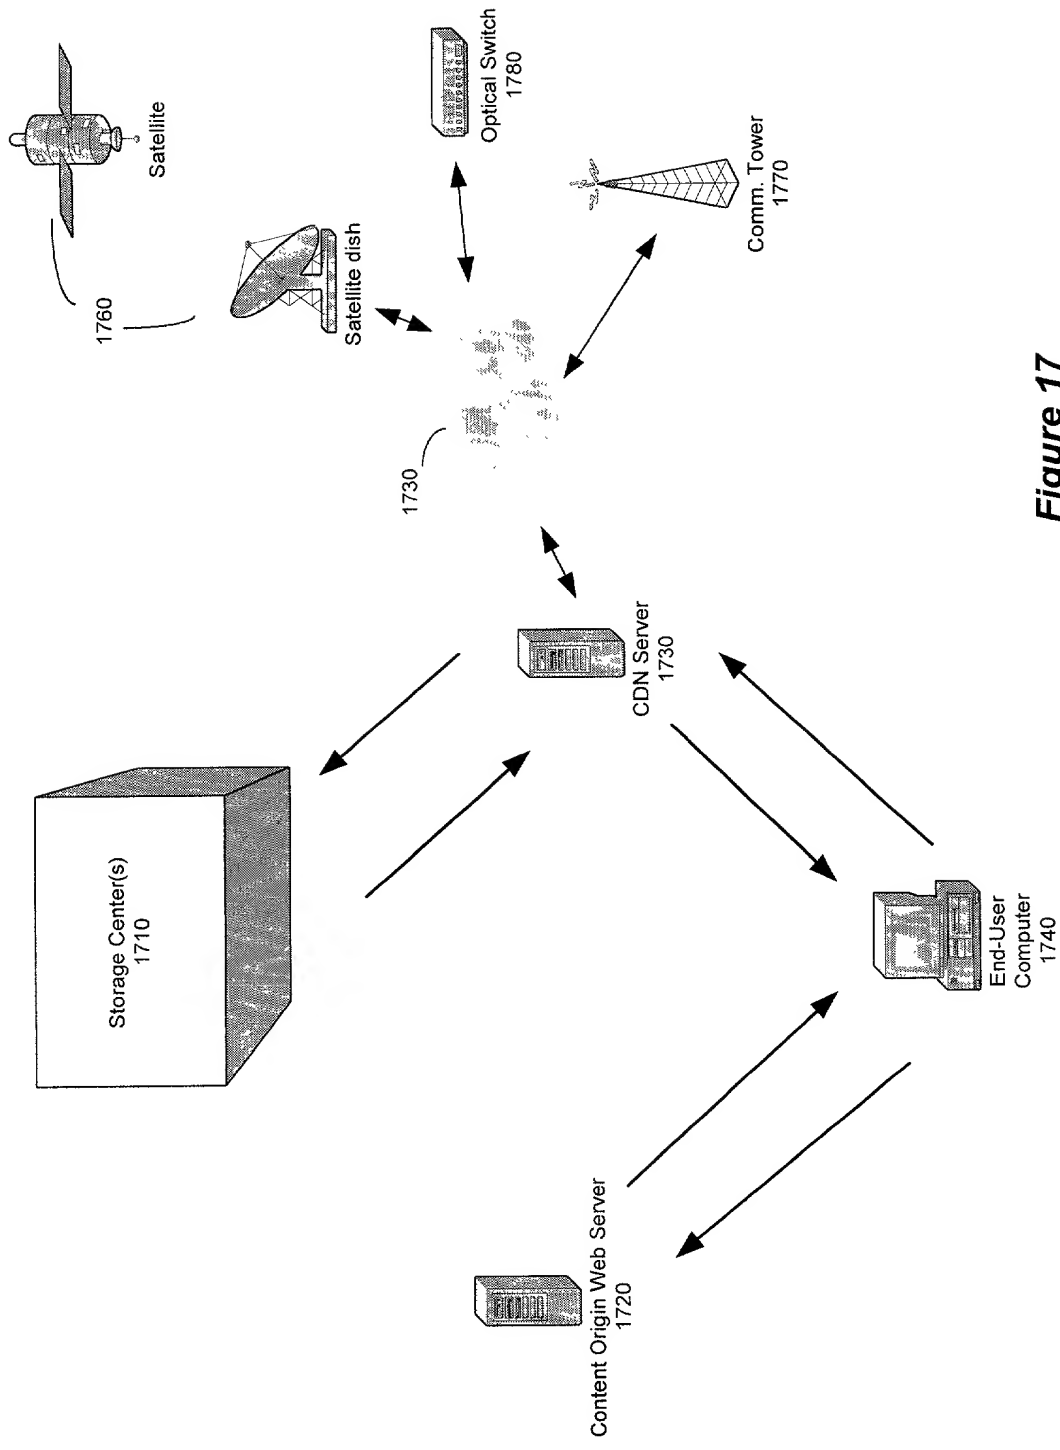 Storage Center(s)
1710
Satellite
1760
Satellite dish
Optical Switch
1780
1730
Comm. Tower
1770
CDN Server
1730
Content Origin Web Server
1720
End-User
Computer
1740
Figure 17